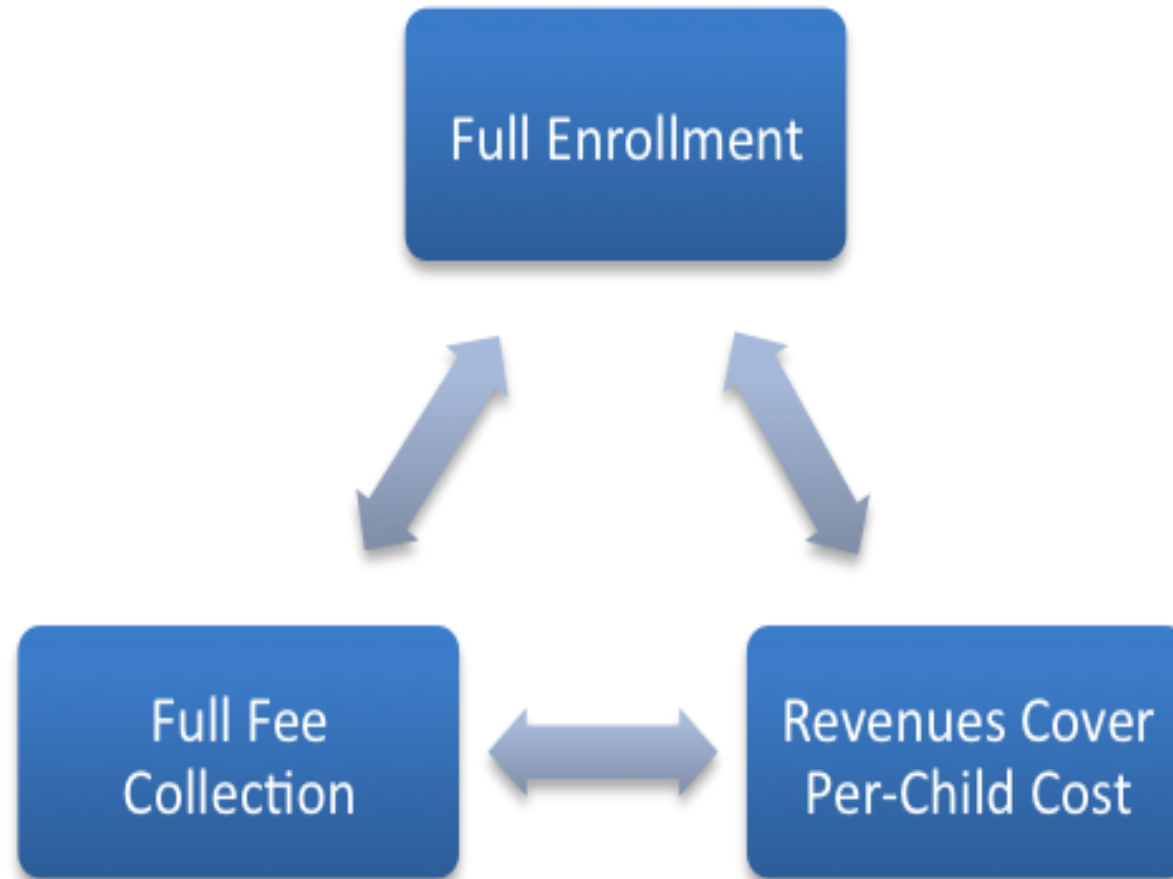 Full Enrollment
Full Fee
Collection
Revenues Cover
Per-Child Cost